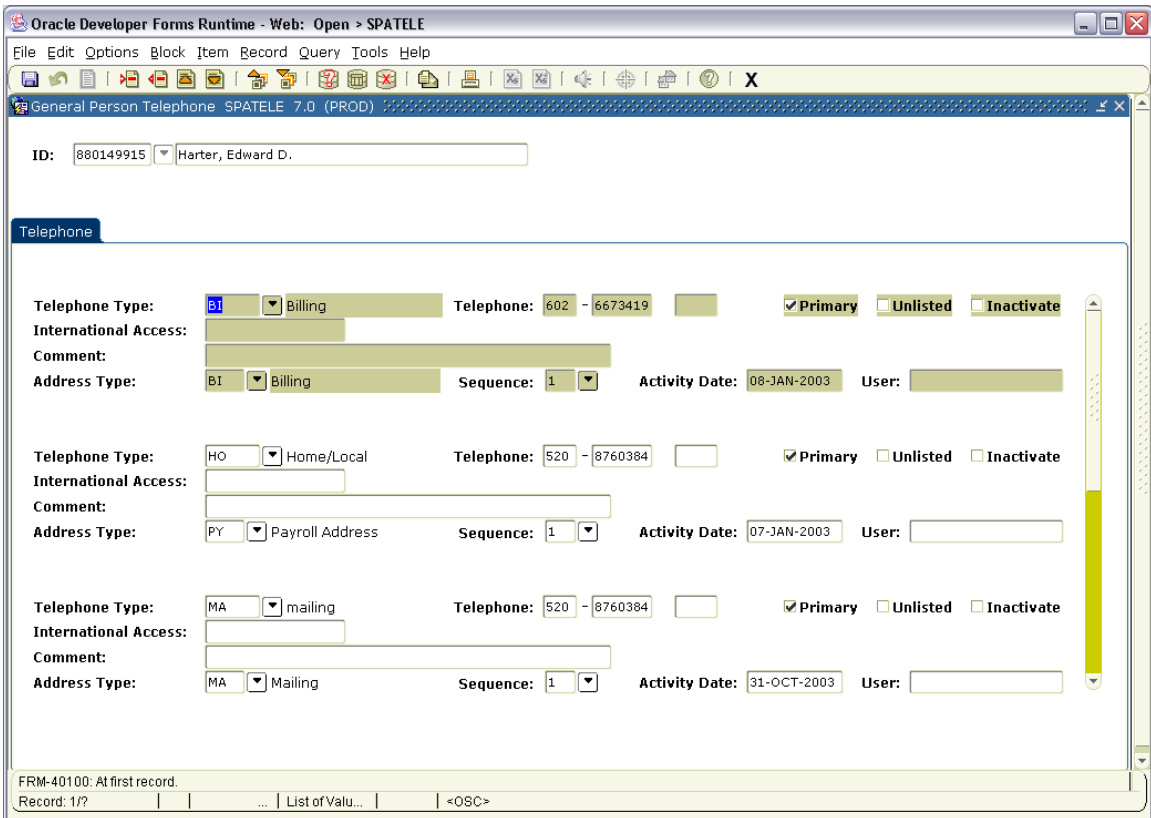 Oracle Developer Forms Runtime - Web: Open > SPATELE
File Edit Options Block Item Record Query Tools Help
X
General Person Telephone SPATELE 7.0 (PROD)
ID: 880149915 Harter, Edward D.
Telephone
Telephone Type: BI Billing Telephone: 602 - 6673419 Primary Unlisted Inactivate
International Access:
Comment:
Address Type: BI Billing Sequence: 1 Activity Date: 08-JAN-2003 User:
Telephone Type: HO Home/Local Telephone: 520 - 8760384 Primary Unlisted Inactivate
International Access:
Comment:
Address Type: PY Payroll Address Sequence: 1 Activity Date: 07-JAN-2003 User:
Telephone Type: MA mailing Telephone: 520 - 8760384 Primary Unlisted Inactivate
International Access:
Comment:
Address Type: MA Mailing Sequence: 1 Activity Date: 31-OCT-2003 User:
FRM-40100: At first record.
Record: 1/? ... List of Valu... <OSC>